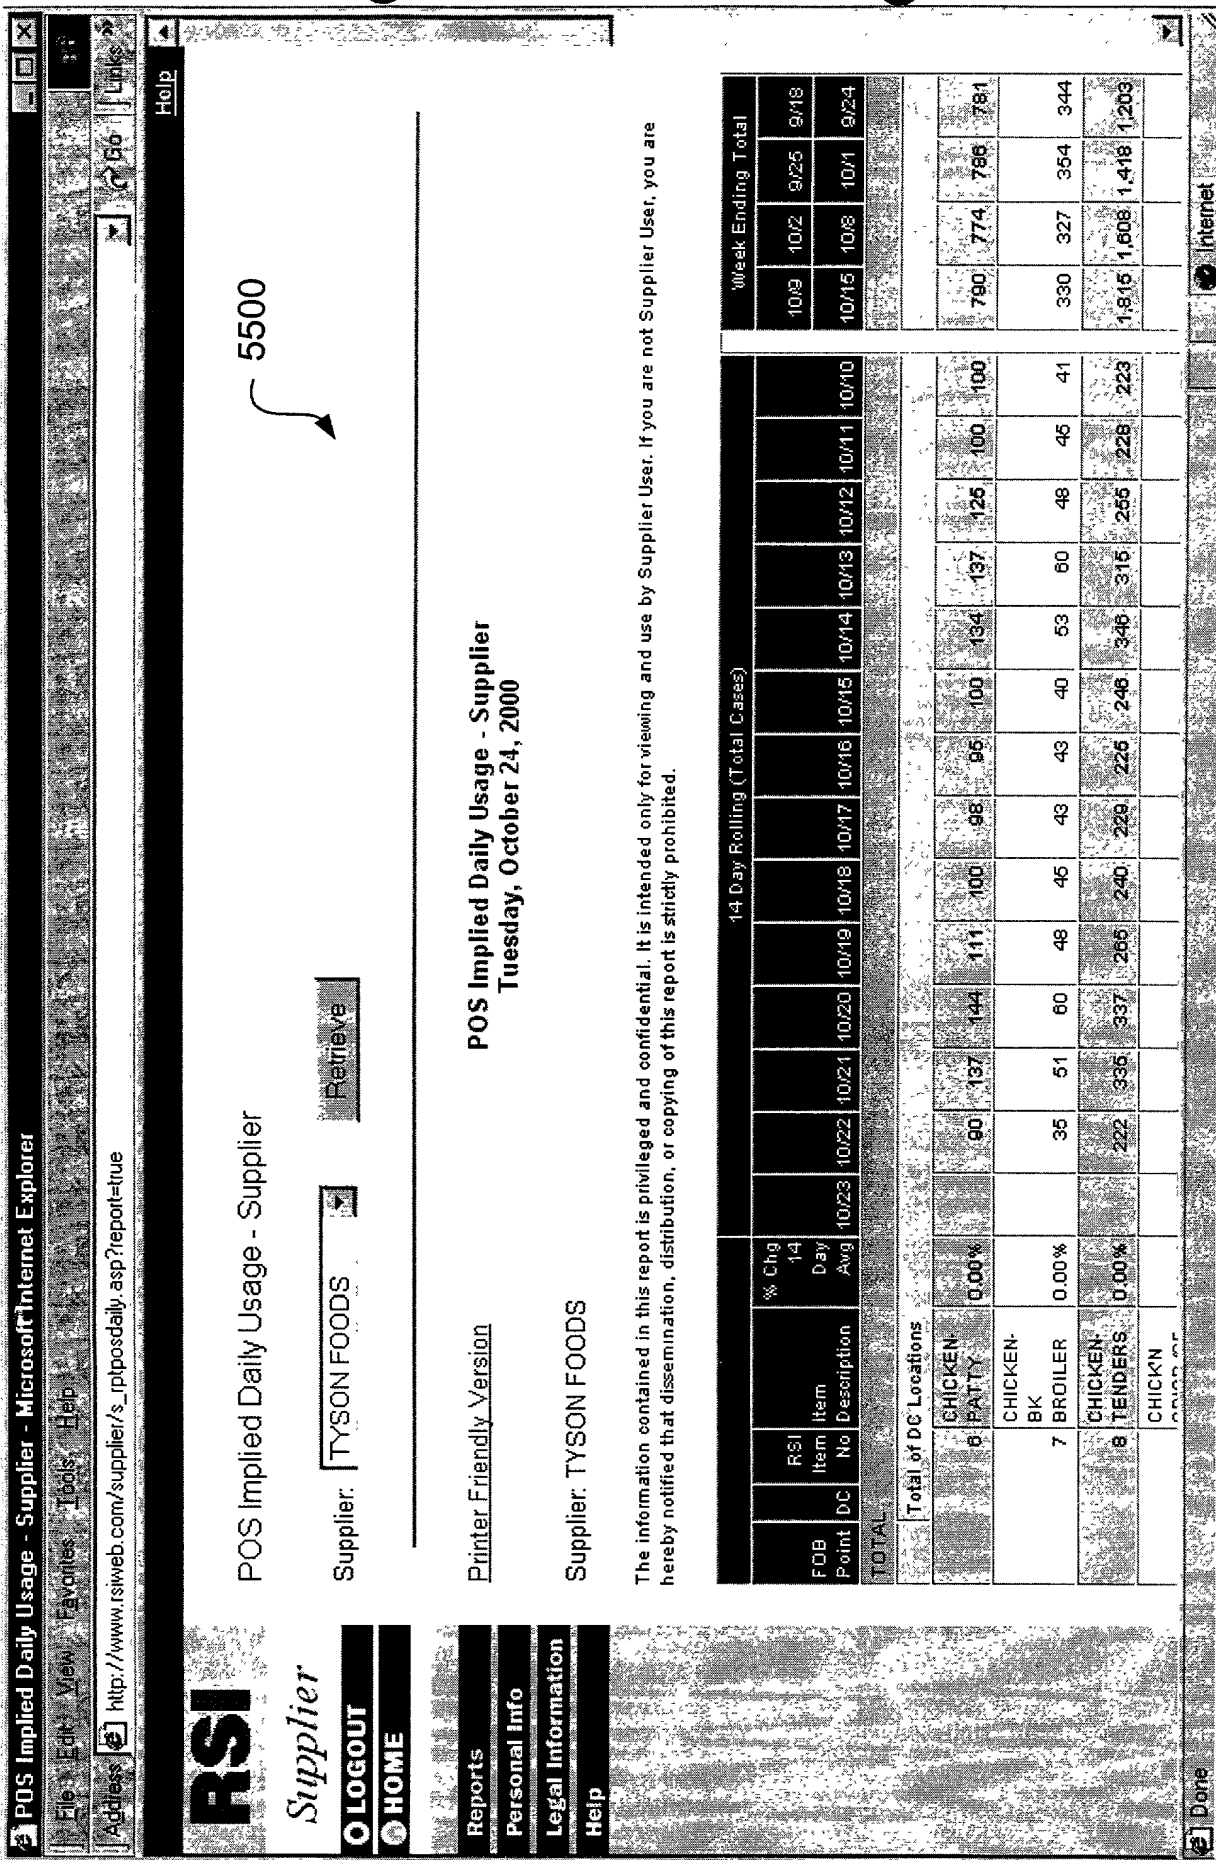 POS Implied Daily Usage - Supplier - Microsoft Internet Explorer
File Edit View Favorites Tools Help
Address http://www.rsiweb.com/supplier/s_rptposdaily.asp?report=true Go Links »
Help
RSI
Supplier
LOGOUT
HOME
Reports
Personal Info
Legal Information
Help
POS Implied Daily Usage - Supplier
5500
Supplier: TYSON FOODS Retrieve
Printer Friendly Version
POS Implied Daily Usage - Supplier
Tuesday, October 24, 2000
Supplier: TYSON FOODS
The information contained in this report is privileged and confidential. It is intended only for viewing and use by Supplier User. If you are not Supplier User, you are
hereby notified that dissemination, distribution, or copying of this report is strictly prohibited.
14 Day Rolling (Total Cases) Week Ending Total
% Chg
RSI 14 10/9 10/2 9/25 9/18
FOB Item Item Day
Point DC No Description Avg 10/23 10/22 10/21 10/20 10/19 10/18 10/17 10/16 10/15 10/14 10/13 10/12 10/11 10/10 10/15 10/8 10/1 9/24
TOTAL
Total of DC Locations
CHICKEN-
6 PATTY 0.00% 90 137 144 111 100 98 95 100 134 137 125 100 100 790 774 786 781
CHICKEN-
BK
7 BROILER 0.00% 35 51 60 48 45 43 43 40 53 60 48 45 41 330 327 354 344
CHICKEN-
8 TENDERS 0.00% 222 335 337 265 240 229 225 246 346 315 255 228 223 1,815 1,608 1,418 1,203
CHICK'N
Done Internet